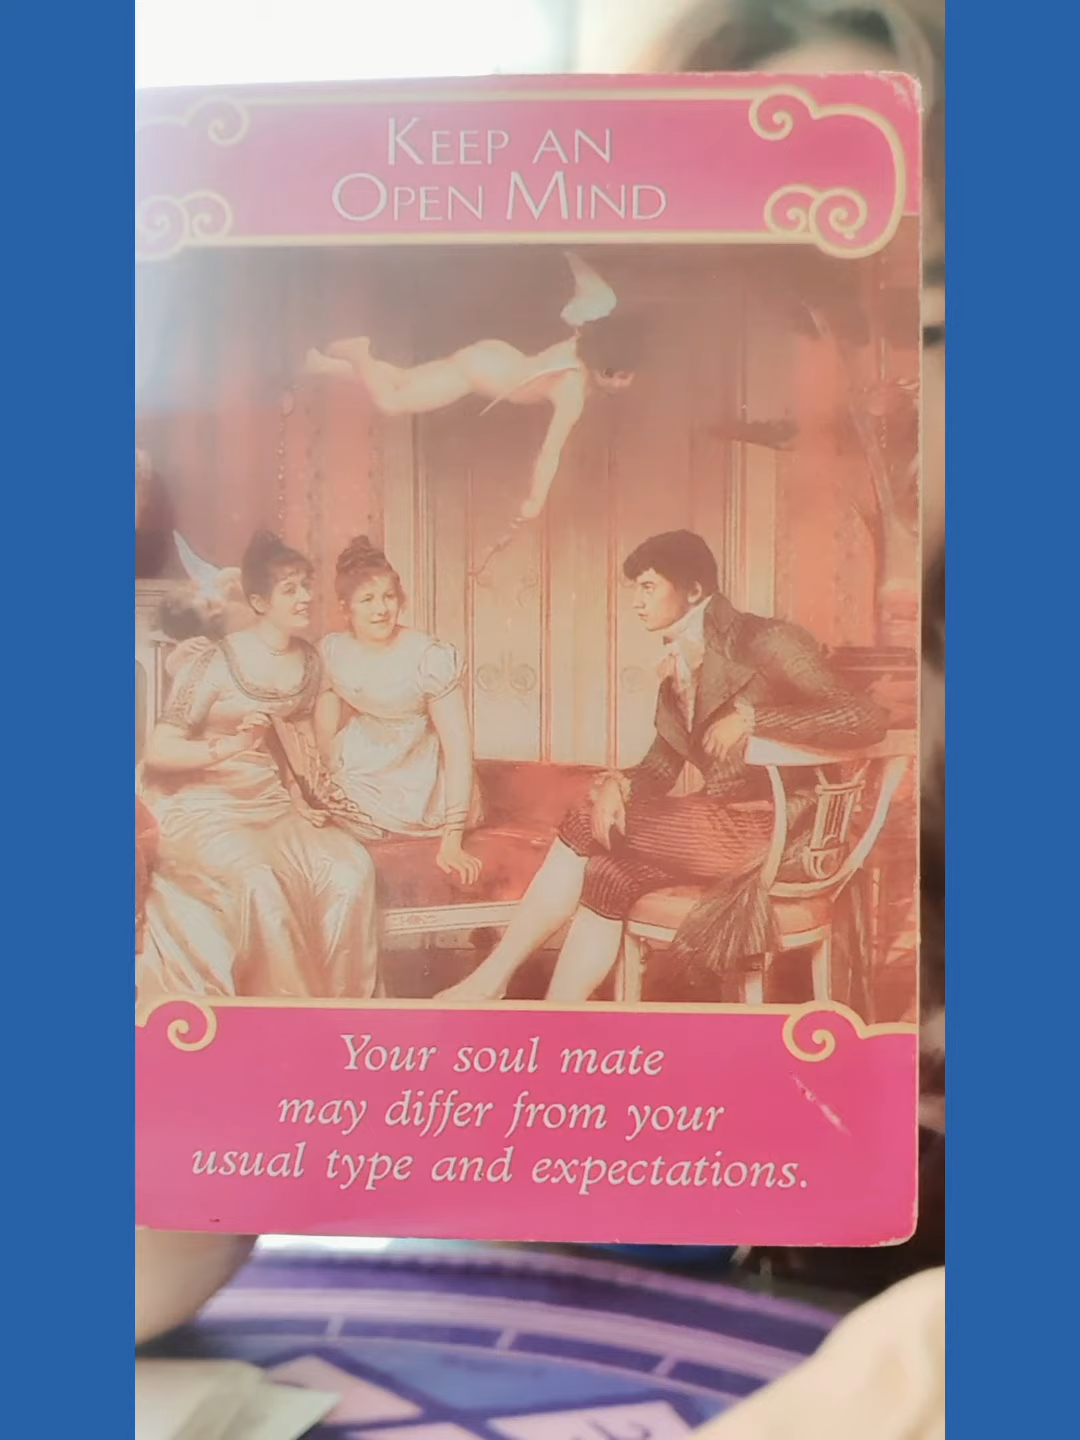 KEEP AN
OPEN MIND
Your soul mate
may differ from your
usual type and expectations.